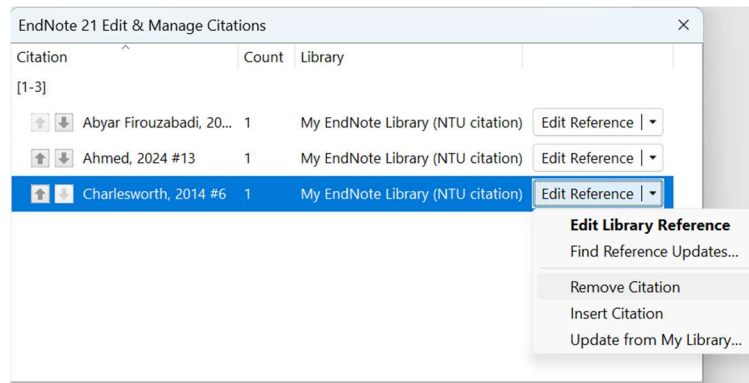 EndNote 21 Edit & Manage Citations
Citation Count Library
[1-3]
Abyar Firouzabadi, 20... 1 My EndNote Library (NTU citation) Edit Reference
Ahmed, 2024 #13 1 My EndNote Library (NTU citation) Edit Reference
Charlesworth, 2014 #6 1 My EndNote Library (NTU citation) Edit Reference
Edit Library Reference
Find Reference Updates...
Remove Citation
Insert Citation
Update from My Library...